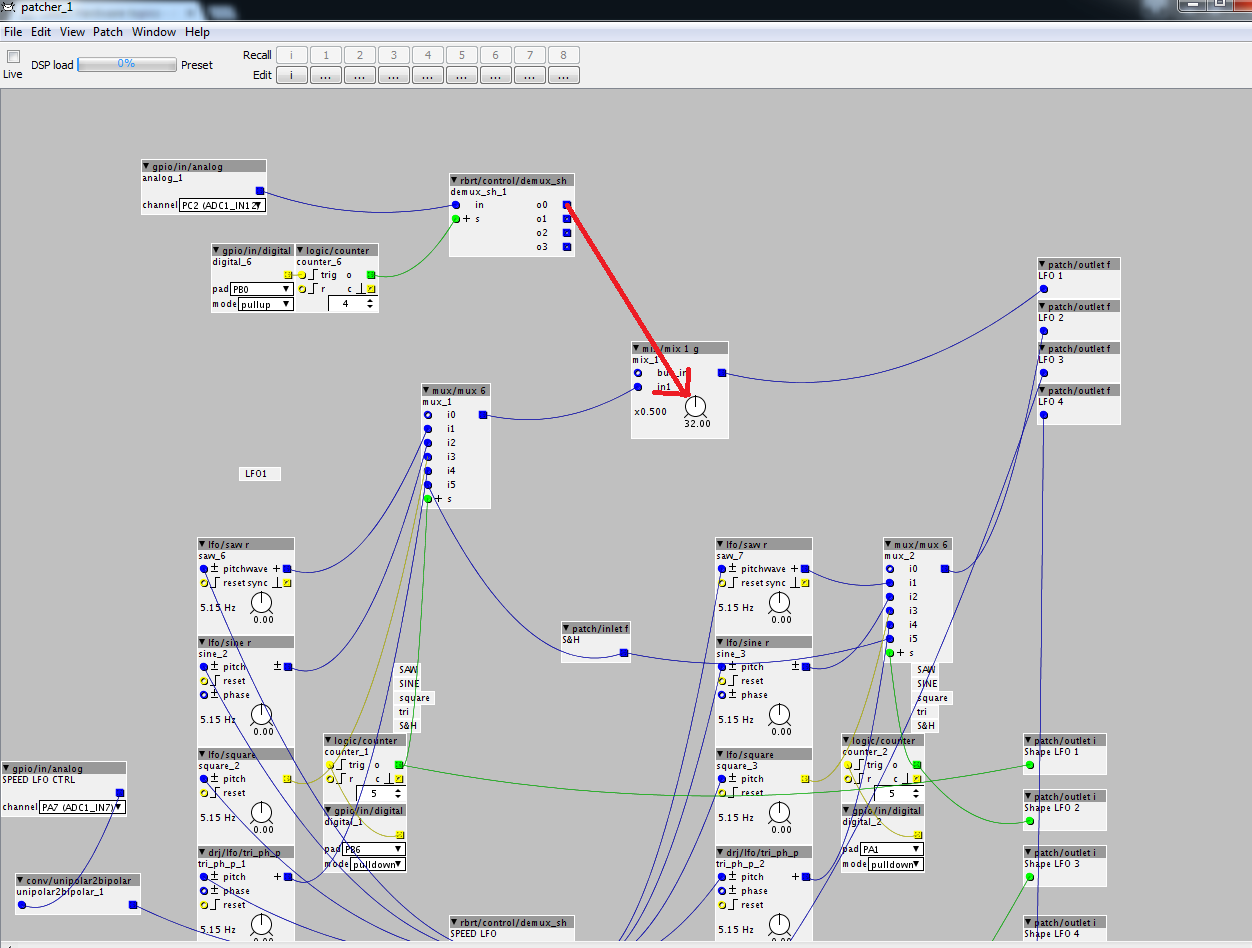 patcher_1
File Edit View Patch Window Help
Live
DSP load 0% Preset
Recall i 1 2 3 4 5 6 7 8
Edit i ... ... ... ... ... ... ... ...
gpio/in/analog
analog_1
channel PC2 (ADC1_IN12)
rbrt/control/demux_sh
demux_sh_1
in o0
+ s o1
o2
o3
gpio/in/digital
digital_6
pad PB0
mode pullup
logic/counter
counter_6
trig o
r c
4
patch/outlet f
LFO 1
patch/outlet f
LFO 2
patch/outlet f
LFO 3
patch/outlet f
LFO 4
mix/mix 1 g
mix_1
bus_in
in1
x0.500
32.00
mux/mux 6
mux_1
i0
i1
i2
i3
i4
i5
+ s
LFO1
lfo/saw r
saw_6
± pitch wave +
reset sync
5.15 Hz
0.00
lfo/sine r
sine_2
± pitch ±
reset
± phase
5.15 Hz
0.00
SAW
SINE
square
tri
S&H
lfo/square
square_2
± pitch
reset
5.15 Hz
0.00
logic/counter
counter_1
trig o
r c
5
gpio/in/digital
digital_1
pad PB6
mode pulldown
drj/lfo/tri_ph_p
tri_ph_p_1
± pitch +
± phase
reset
5.15 Hz
gpio/in/analog
SPEED LFO CTRL
channel PA7 (ADC1_IN7)
conv/unipolar2bipolar
unipolar2bipolar_1
rbrt/control/demux_sh
SPEED LFO
patch/inlet f
S&H
lfo/saw r
saw_7
± pitch wave +
reset sync
5.15 Hz
0.00
mux/mux 6
mux_2
i0
i1
i2
i3
i4
i5
+ s
lfo/sine r
sine_3
± pitch ±
reset
± phase
5.15 Hz
0.00
SAW
SINE
square
tri
S&H
lfo/square
square_3
± pitch
reset
5.15 Hz
0.00
logic/counter
counter_2
trig o
r c
5
gpio/in/digital
digital_2
pad PA1
mode pulldown
drj/lfo/tri_ph_p
tri_ph_p_2
± pitch +
± phase
reset
5.15 Hz
patch/outlet i
Shape LFO 1
patch/outlet i
Shape LFO 2
patch/outlet i
Shape LFO 3
patch/outlet i
Shape LFO 4